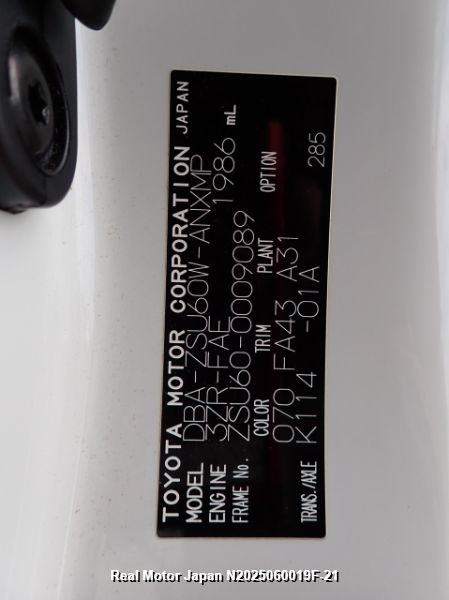 TOYOTA MOTOR CORPORATION JAPAN
MODEL DBA-ZSU60W-ANXMP
ENGINE 3ZR-FAE 1986 mL
FRAME No. ZSU60-0009089
COLOR TRIM PLANT OPTION
070 FA43 A31 285
TRANS./AXLE K114 -01A
Real Motor Japan N2025060019F-21